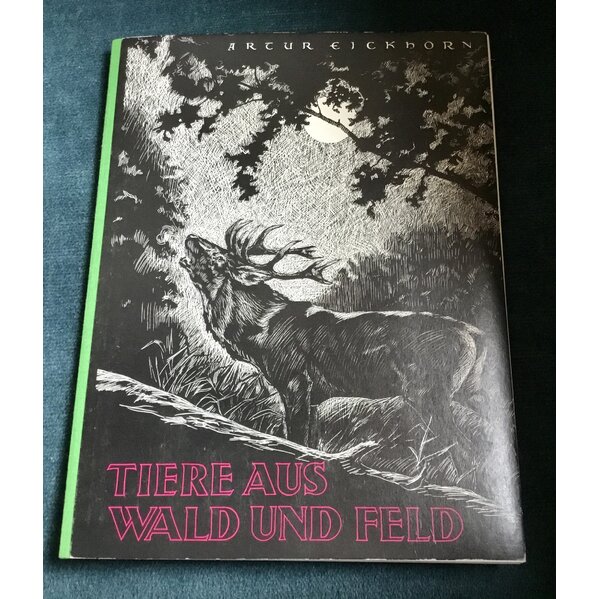 ARTUR EICKHORN
TIERE AUS
WALD UND FELD